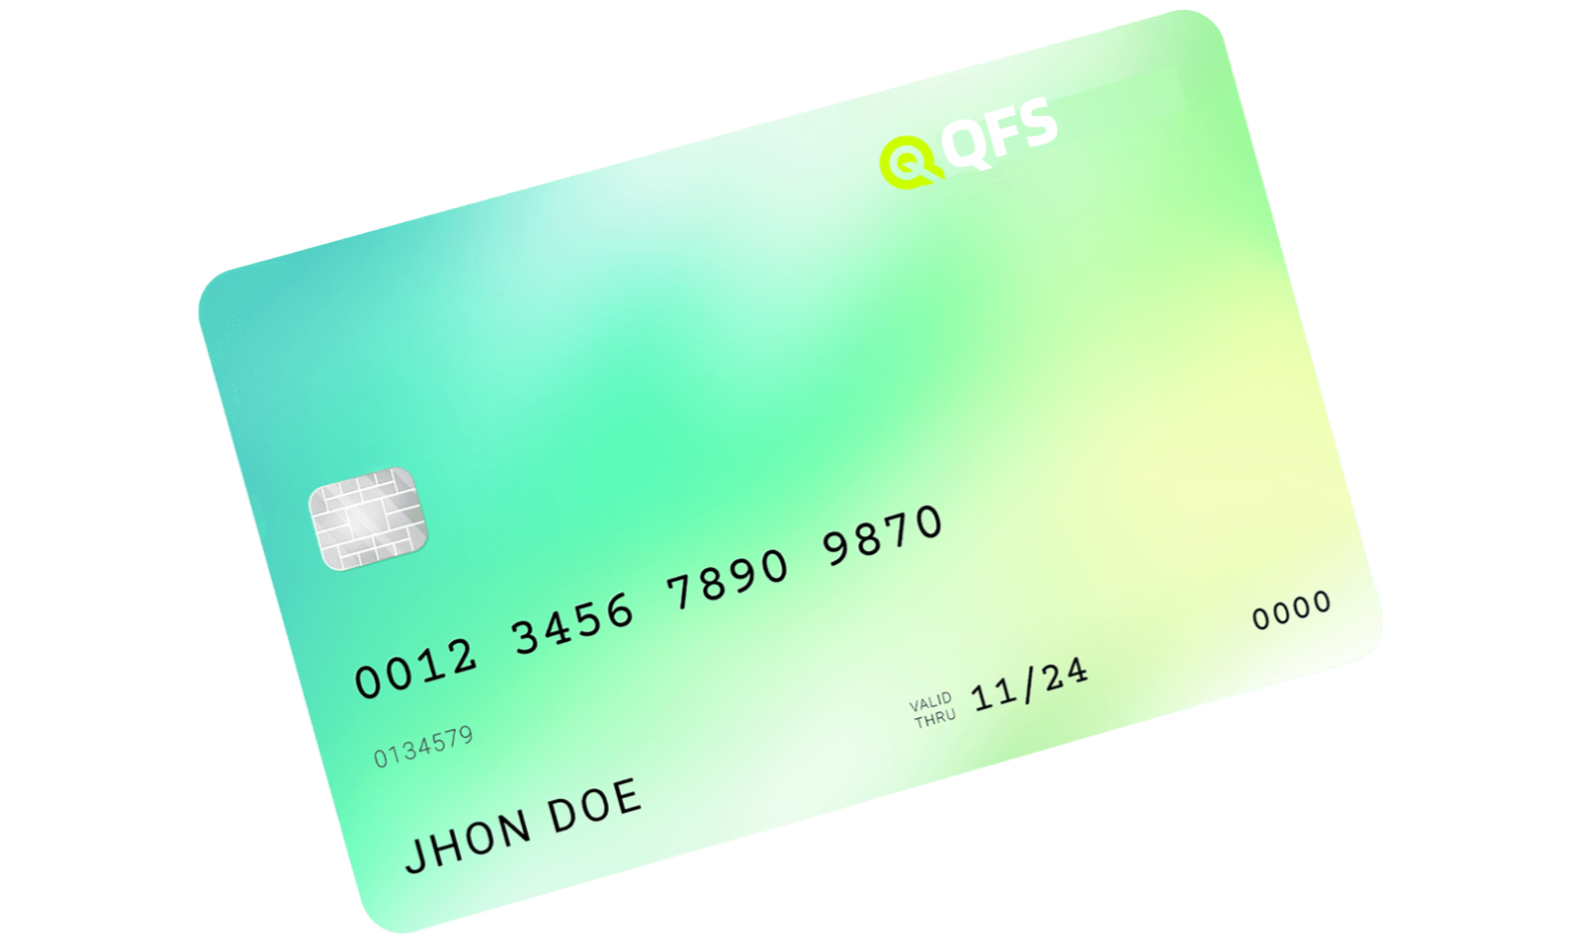 QFS
0012 3456 7890 9870
0000
VALID
THRU
11/24
0134579
JHON DOE